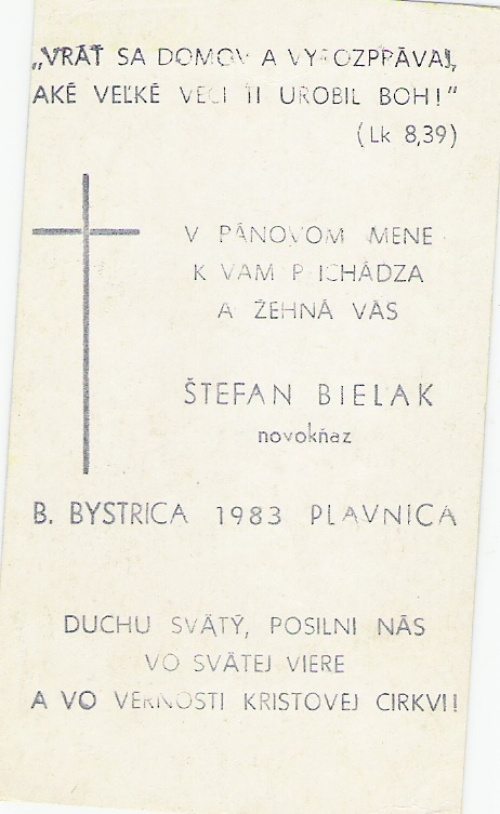 „VRÁŤ SA DOMOV A VYROZPRÁVAJ,
AKÉ VEĽKÉ VECI TI UROBIL BOH!“
(Lk 8,39)
V PÁNOVOM MENE
K VÁM PRICHÁDZA
A ŽEHNÁ VÁS
ŠTEFAN BIELAK
novokňaz
B. BYSTRICA 1983 PLAVNICA
DUCHU SVÄTÝ, POSILNI NÁS
VO SVÄTEJ VIERE
A VO VERNOSTI KRISTOVEJ CIRKVI!